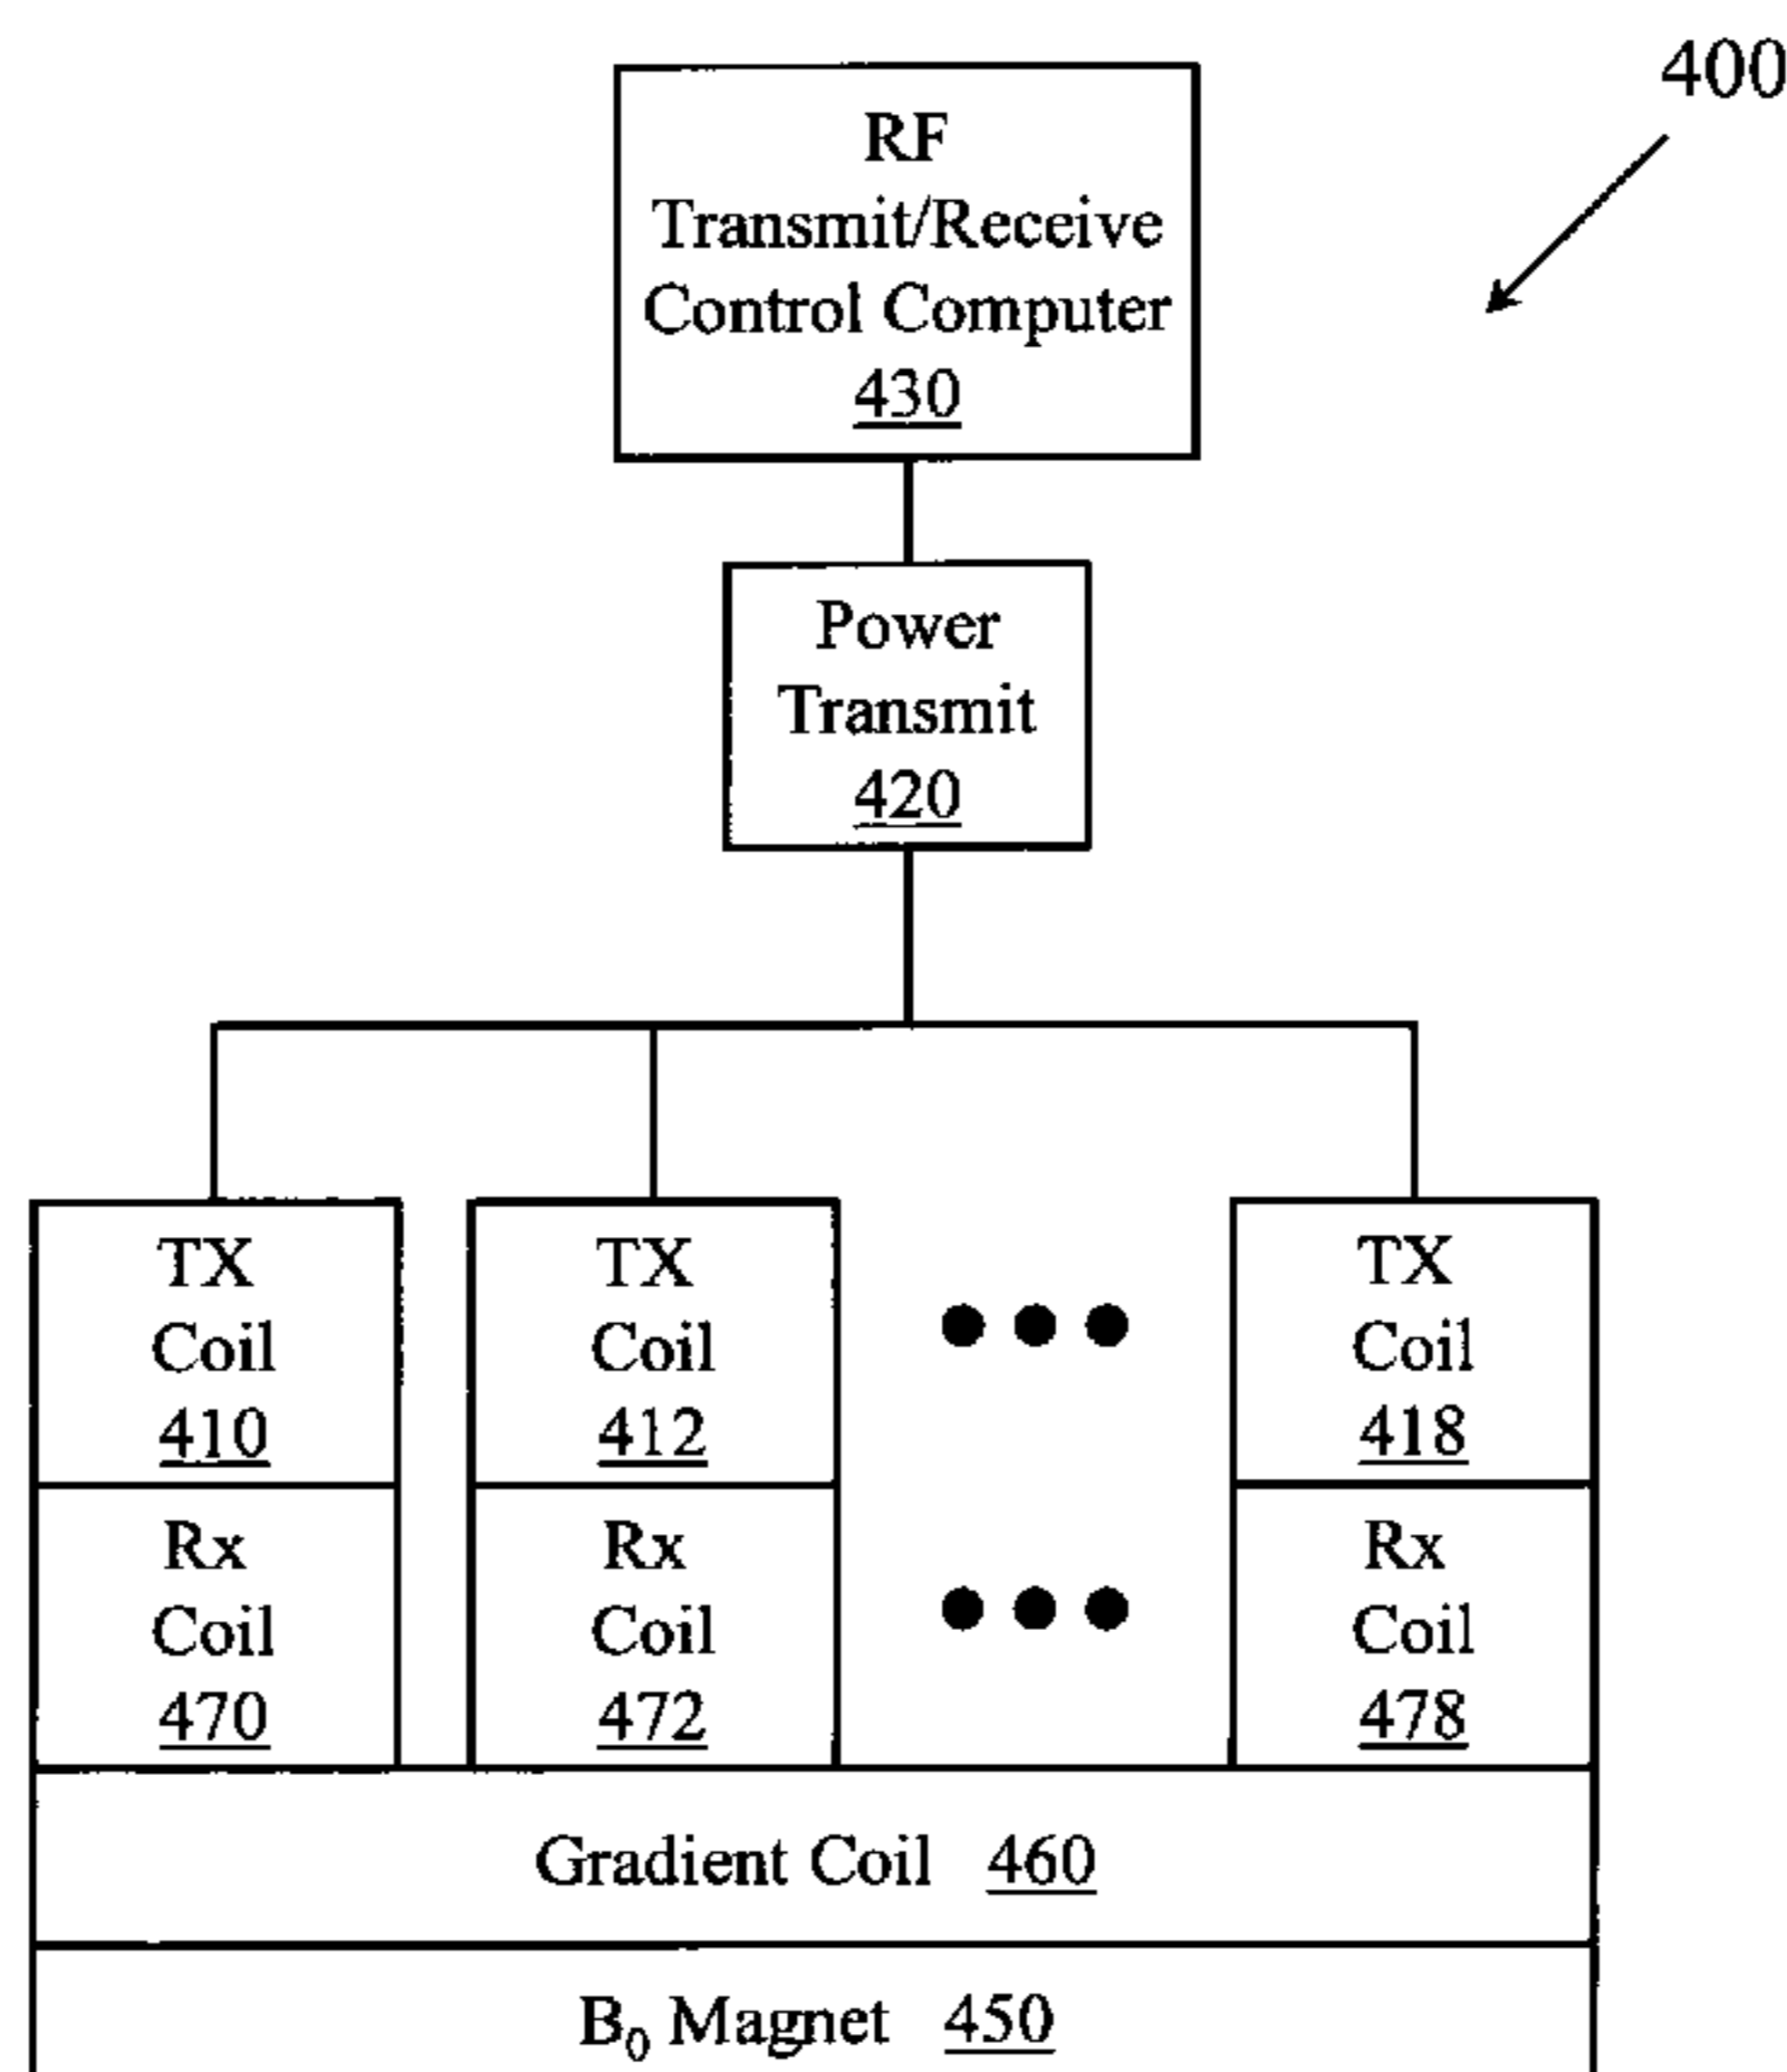 400
RF
Transmit/Receive
Control Computer
430
Power
Transmit
420
TX
Coil
410
TX
Coil
412
TX
Coil
418
Rx
Coil
470
Rx
Coil
472
Rx
Coil
478
Gradient Coil 460
B₀ Magnet 450